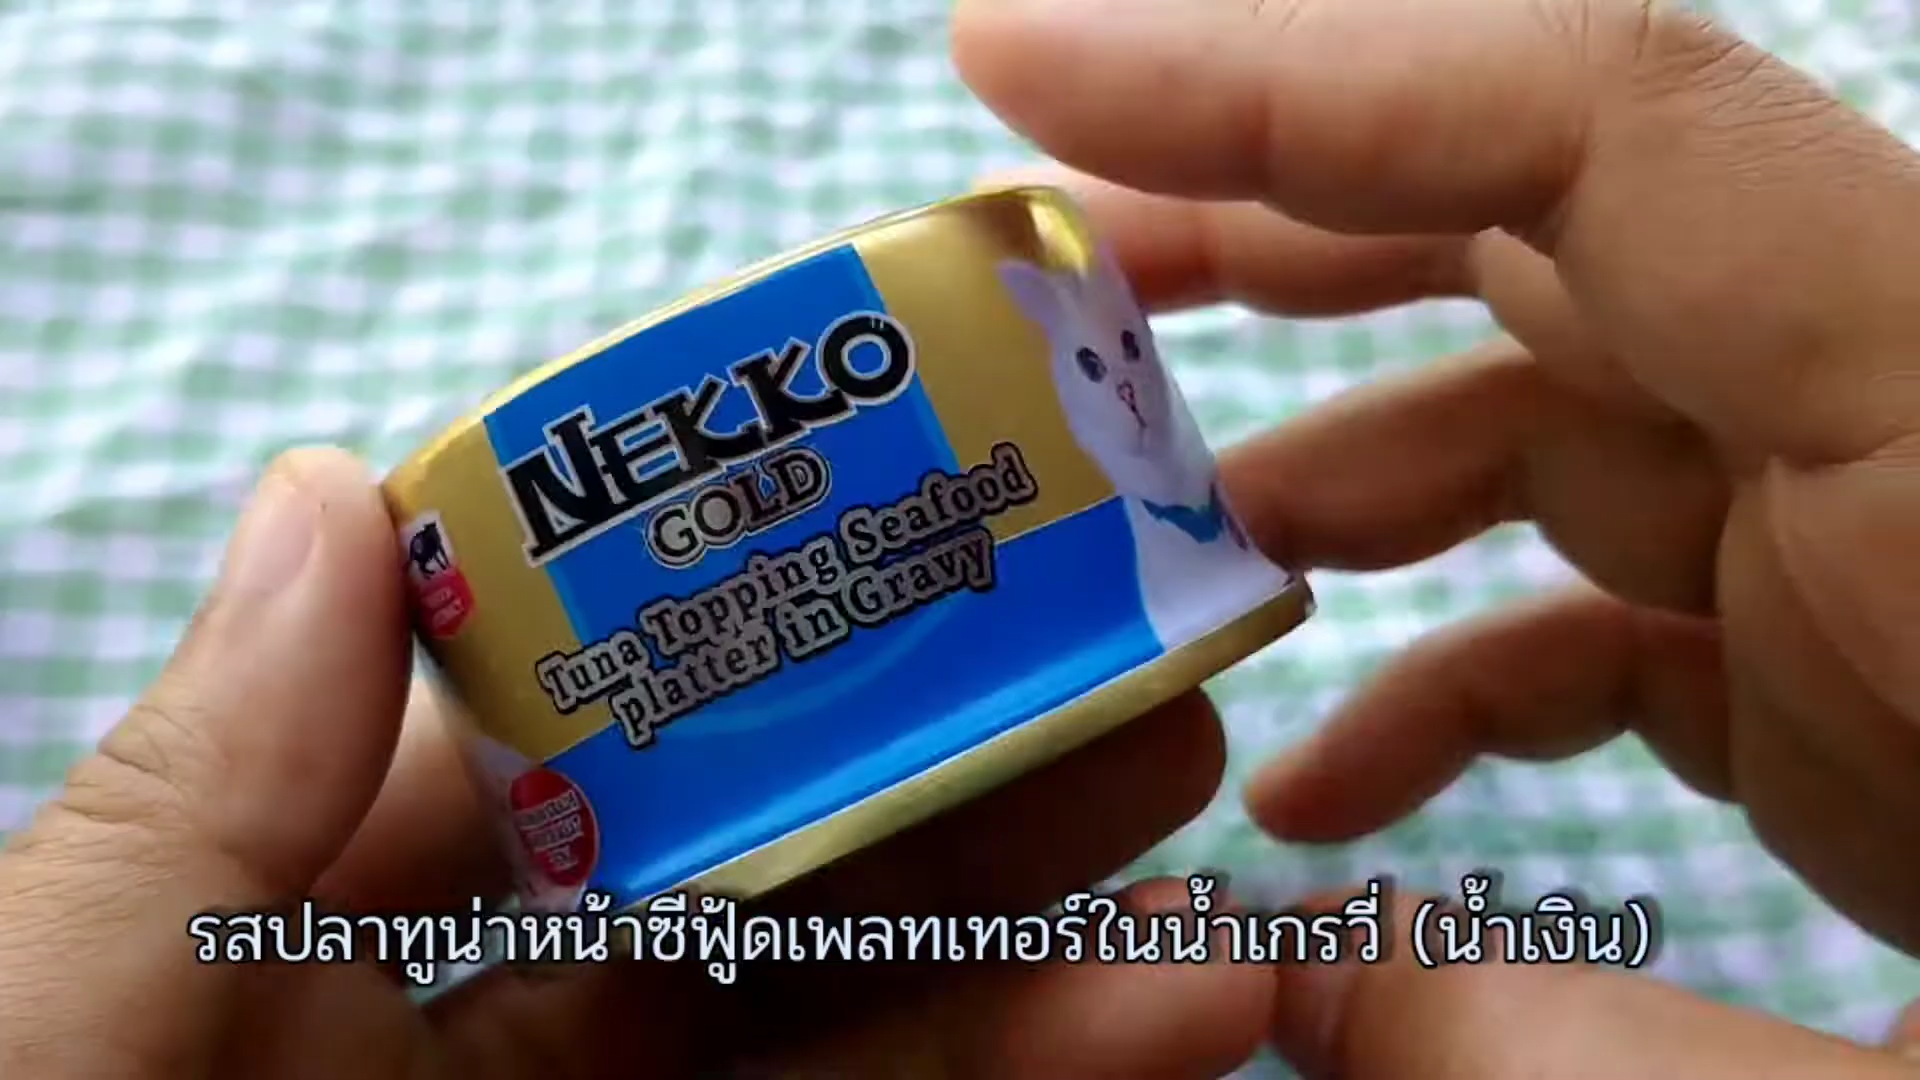 NEKKO
GOLD
Tuna Topping Seafood
platter in Gravy
รสปลาทูน่าหน้าซีฟู้ดเพลทเทอร์ในน้ำเกรวี่ (น้ำเงิน)